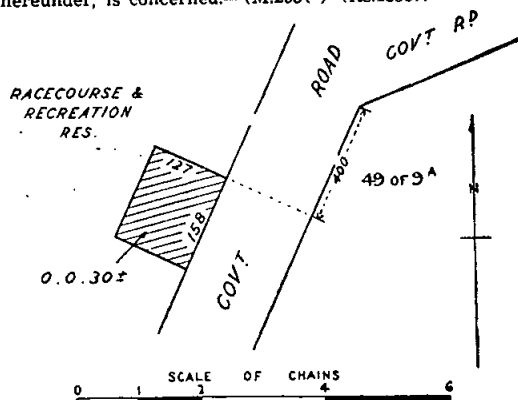 hereunder, is concerned.
RACECOURSE &
RECREATION
RES.
ROAD
COVT RD
127
158
400
49 OF 9A
N
0.0.30±
COVT
SCALE OF CHAINS
0 1 2 4 6